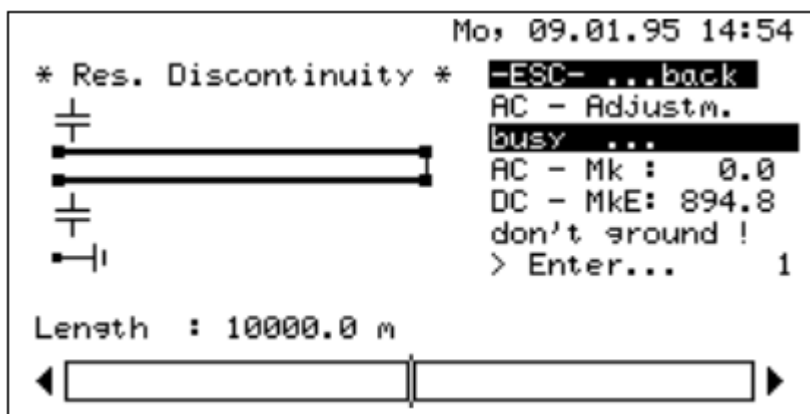 Mo, 09.01.95 14:54
* Res. Discontinuity *
-ESC- ...back
AC - Adjustm.
busy ...
AC - Mk : 0.0
DC - MkE: 894.8
don't ground !
> Enter... 1
Length : 10000.0 m